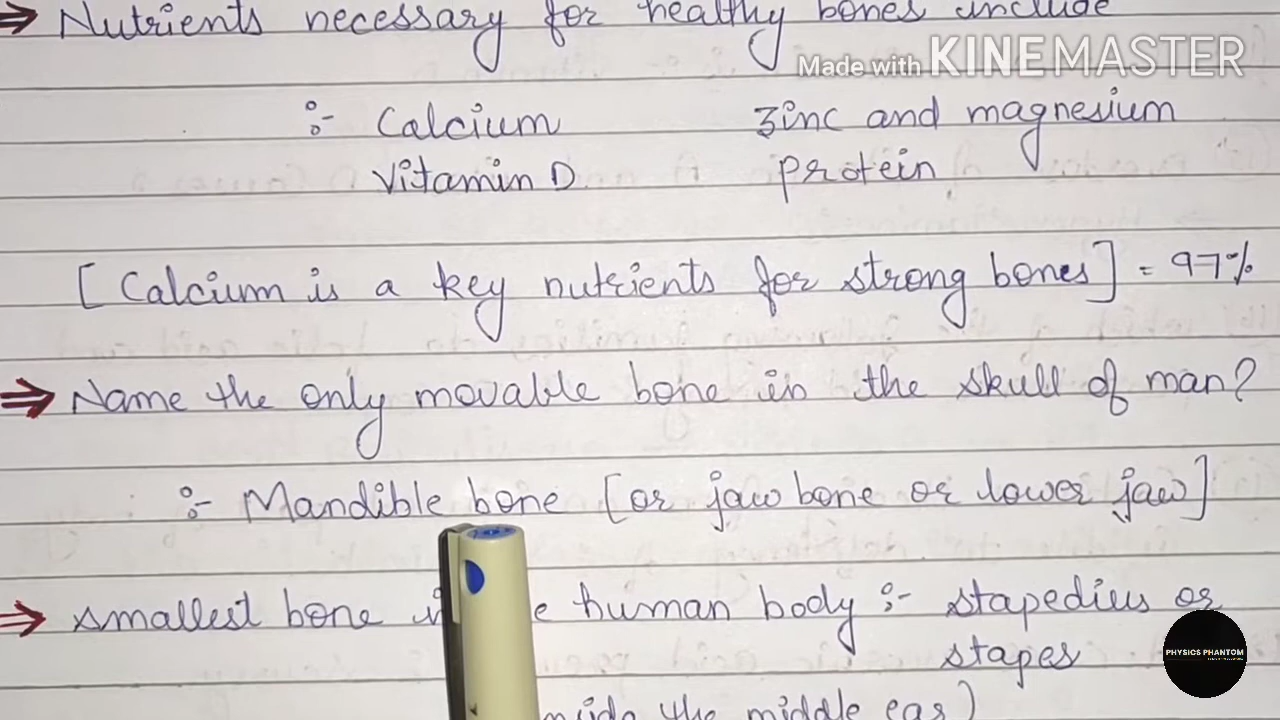 ⇒ Nutrients necessary for healthy bones include
Made with KINEMASTER
:- Calcium zinc and magnesium
Vitamin D protein
[Calcium is a key nutrients for strong bones] = 97%
⇒ Name the only movable bone in the skull of man?
:- Mandible bone [or jaw bone or lower jaw]
⇒ smallest bone human body :- stapedius or
stapes
PHYSICS PHANTOM
the middle ear)